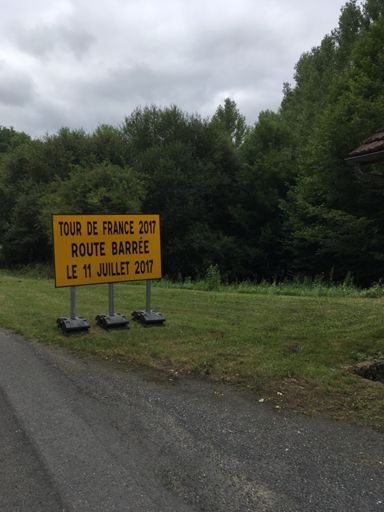 TOUR DE FRANCE 2017
ROUTE BARRÉE
LE 11 JUILLET 2017